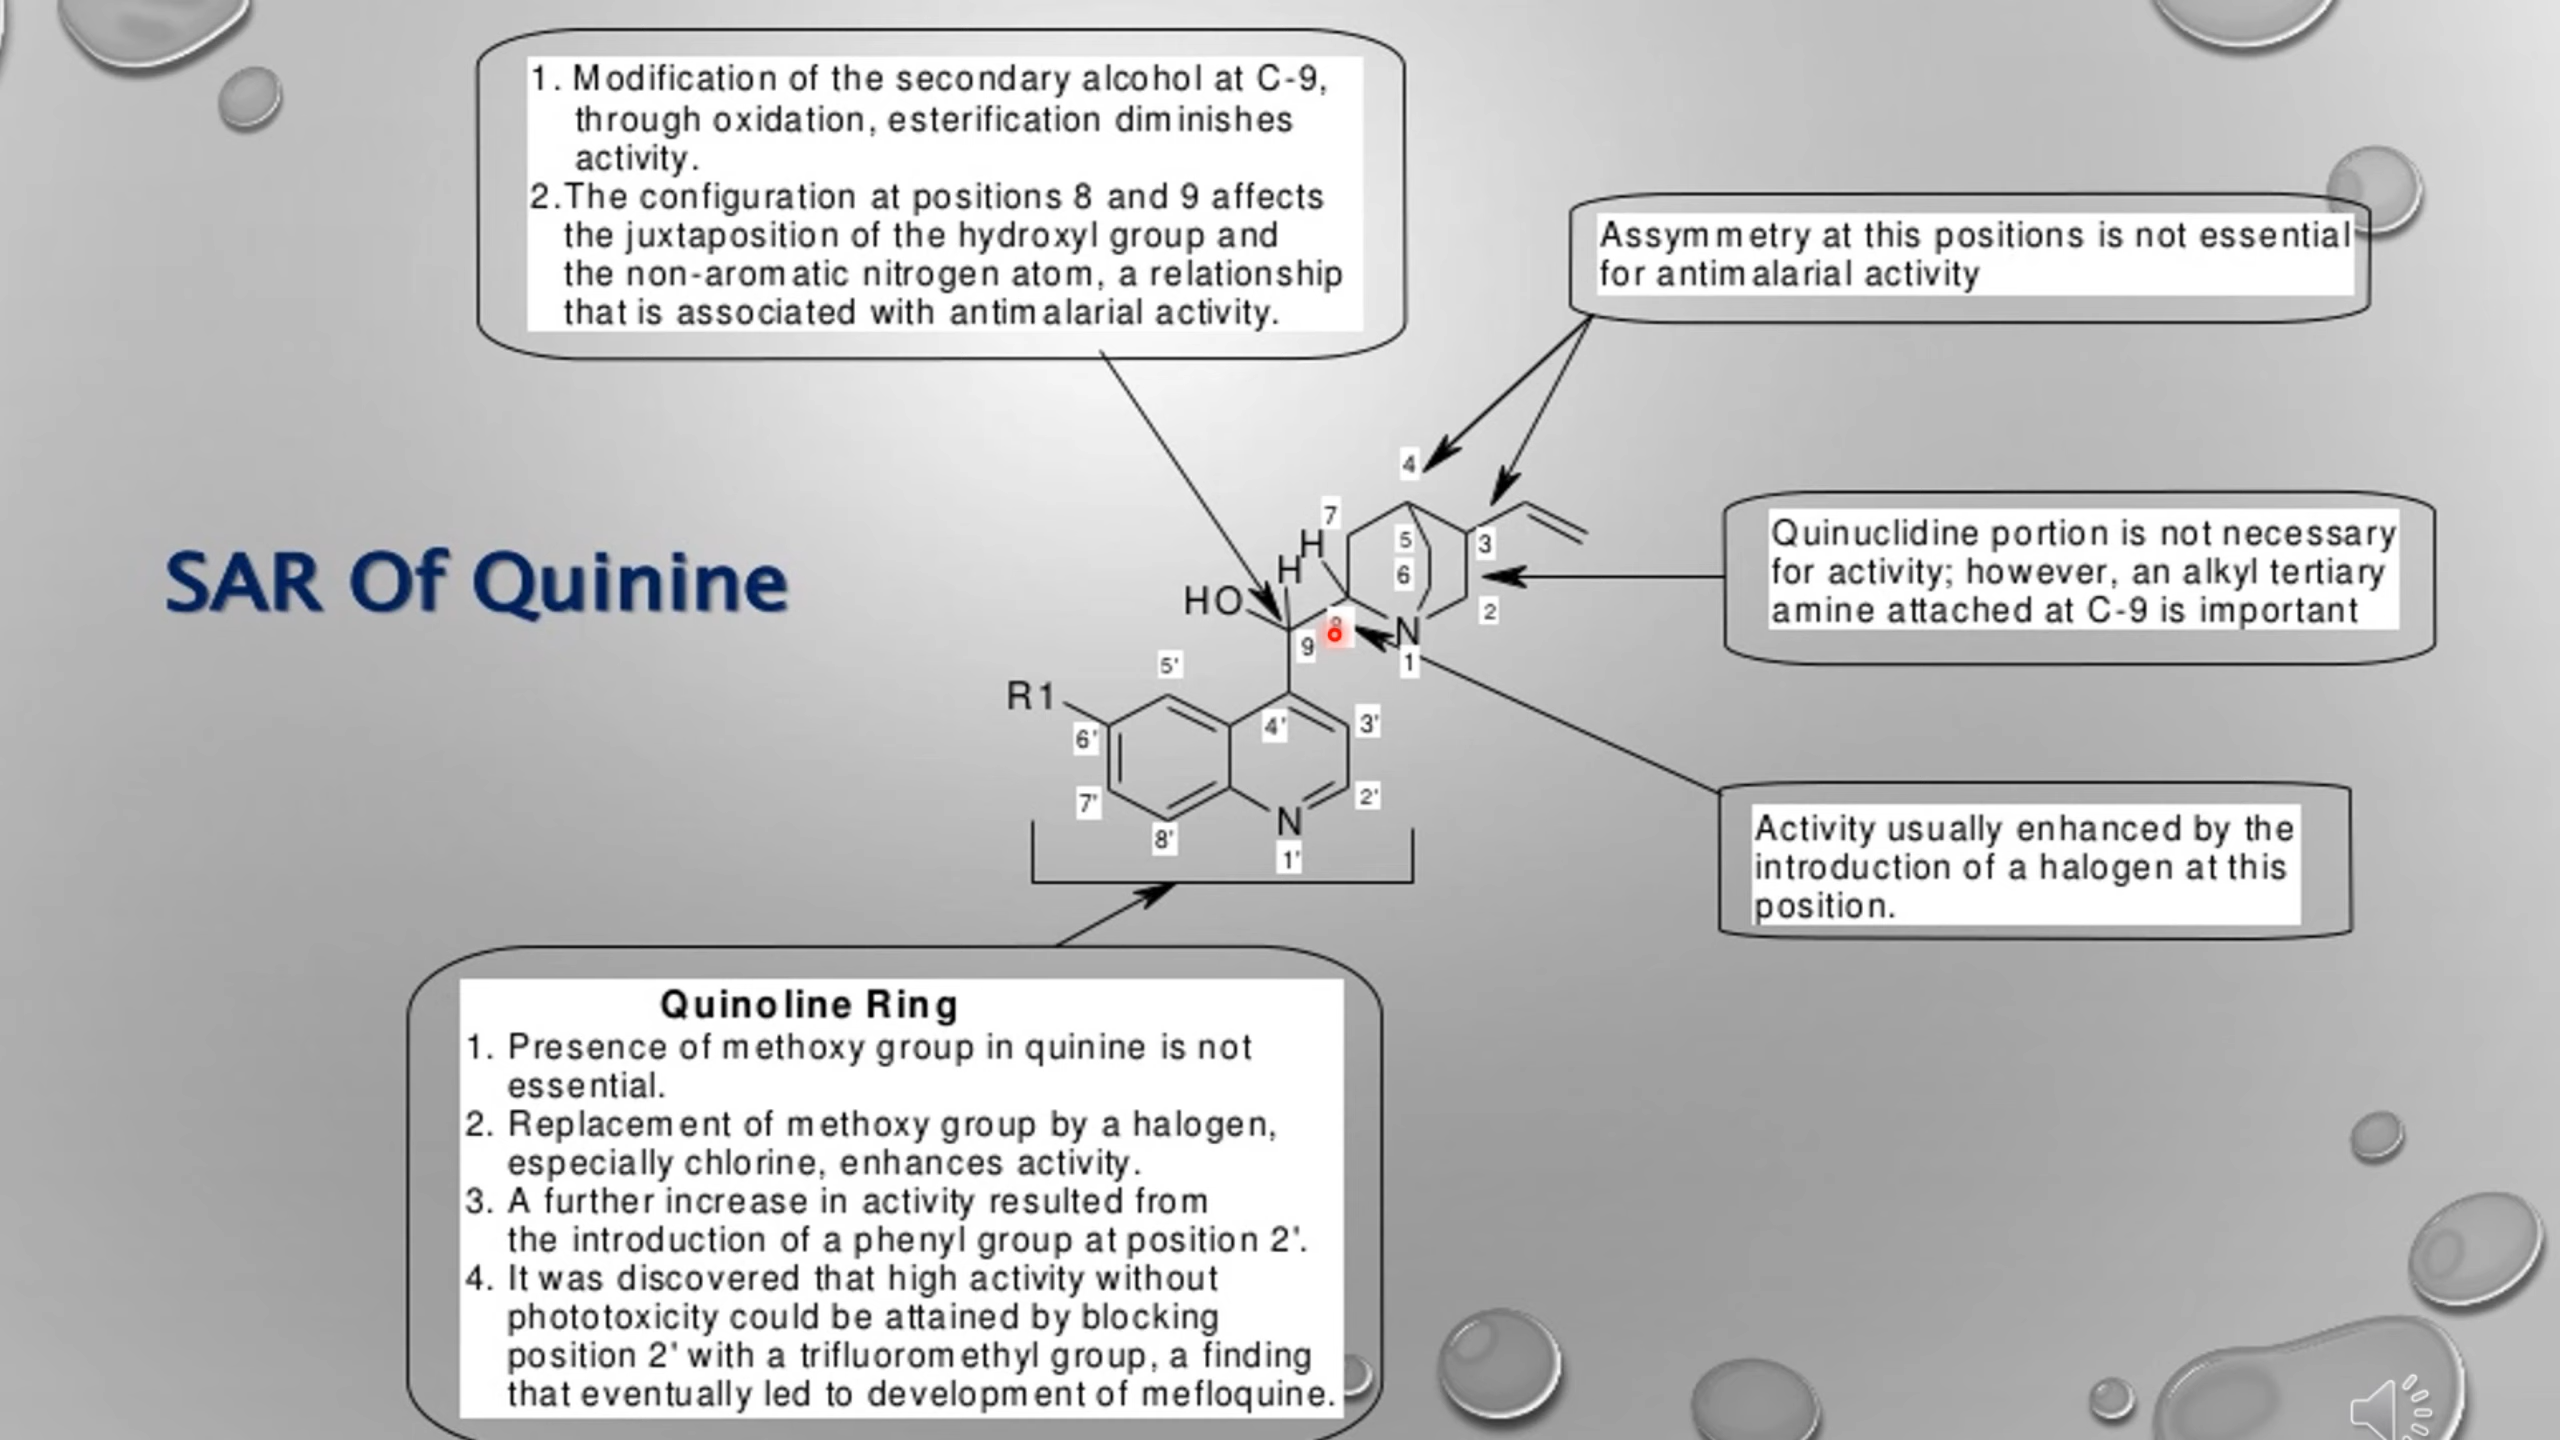 1. Modification of the secondary alcohol at C-9,
through oxidation, esterification diminishes
activity.
2.The configuration at positions 8 and 9 affects
the juxtaposition of the hydroxyl group and
the non-aromatic nitrogen atom, a relationship
that is associated with antimalarial activity.
Assymmetry at this positions is not essential
for antimalarial activity
SAR Of Quinine
4
7
H
5
3
H
6
HO
2
N
9
1
Quinuclidine portion is not necessary
for activity; however, an alkyl tertiary
amine attached at C-9 is important
5'
R1
6'
4'
3'
7'
2'
N
8'
1'
Activity usually enhanced by the
introduction of a halogen at this
position.
Quinoline Ring
1. Presence of methoxy group in quinine is not
essential.
2. Replacement of methoxy group by a halogen,
especially chlorine, enhances activity.
3. A further increase in activity resulted from
the introduction of a phenyl group at position 2'.
4. It was discovered that high activity without
phototoxicity could be attained by blocking
position 2' with a trifluoromethyl group, a finding
that eventually led to development of mefloquine.